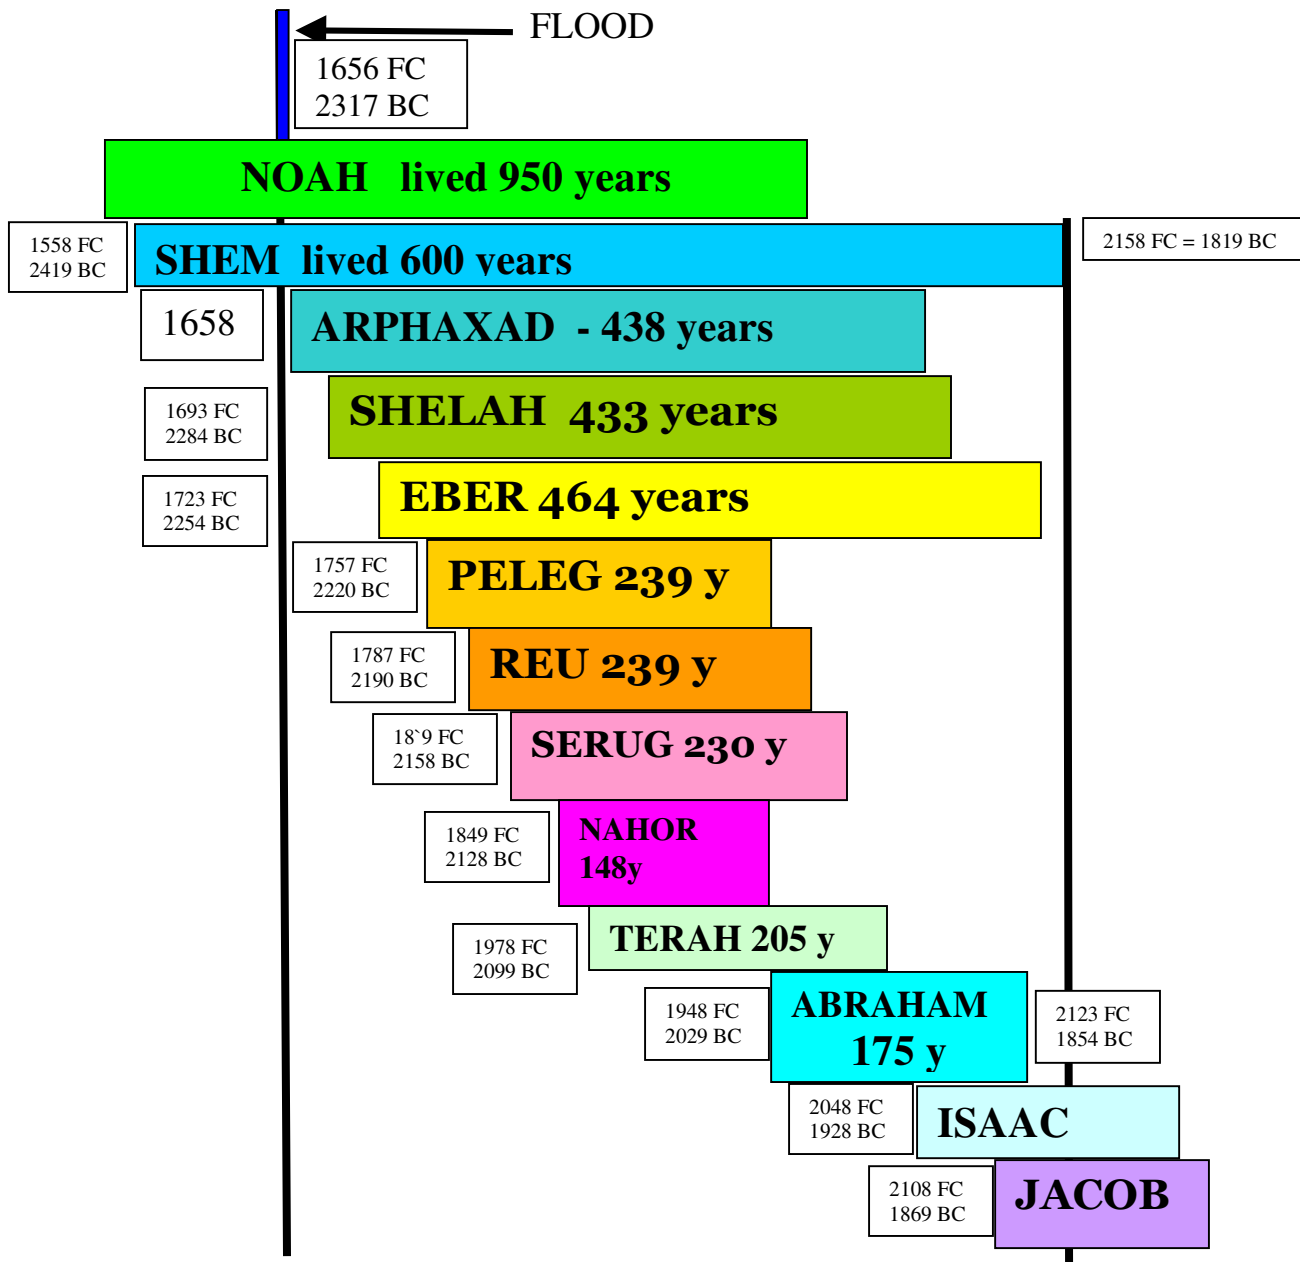 FLOOD
1656 FC
2317 BC
NOAH lived 950 years
1558 FC
2419 BC
SHEM lived 600 years
2158 FC = 1819 BC
1658
ARPHAXAD - 438 years
1693 FC
2284 BC
SHELAH 433 years
1723 FC
2254 BC
EBER 464 years
1757 FC
2220 BC
PELEG 239 y
1787 FC
2190 BC
REU 239 y
18`9 FC
2158 BC
SERUG 230 y
1849 FC
2128 BC
NAHOR
148y
1978 FC
2099 BC
TERAH 205 y
1948 FC
2029 BC
ABRAHAM
175 y
2123 FC
1854 BC
2048 FC
1928 BC
ISAAC
2108 FC
1869 BC
JACOB